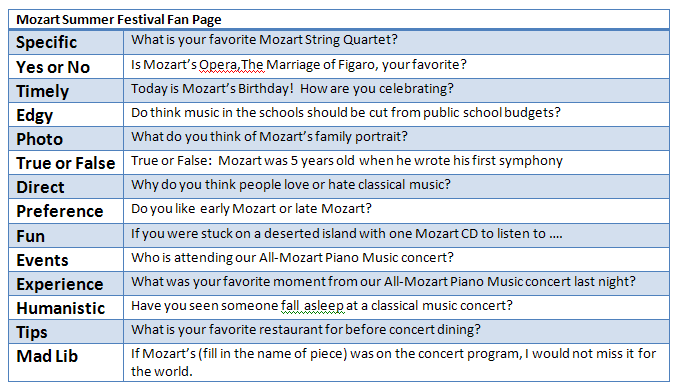 Mozart Summer Festival Fan Page
Specific What is your favorite Mozart String Quartet?
Yes or No Is Mozart's Opera,The Marriage of Figaro, your favorite?
Timely Today is Mozart's Birthday!  How are you celebrating?
Edgy Do think music in the schools should be cut from public school budgets?
Photo What do you think of Mozart's family portrait?
True or False True or False:  Mozart was 5 years old  when he wrote his first symphony
Direct Why do you think people love or hate classical music?
Preference Do you like early Mozart or late Mozart?
Fun If you were stuck on a deserted island with one Mozart CD to listen to ....
Events Who is attending our All-Mozart Piano Music concert?
Experience What was your favorite moment from our All-Mozart Piano Music concert last night?
Humanistic Have you seen someone fall asleep at a classical music concert?
Tips What is your favorite restaurant for before concert dining?
Mad Lib If Mozart's (fill in the name of piece) was on the concert program, I would not miss it for
the world.